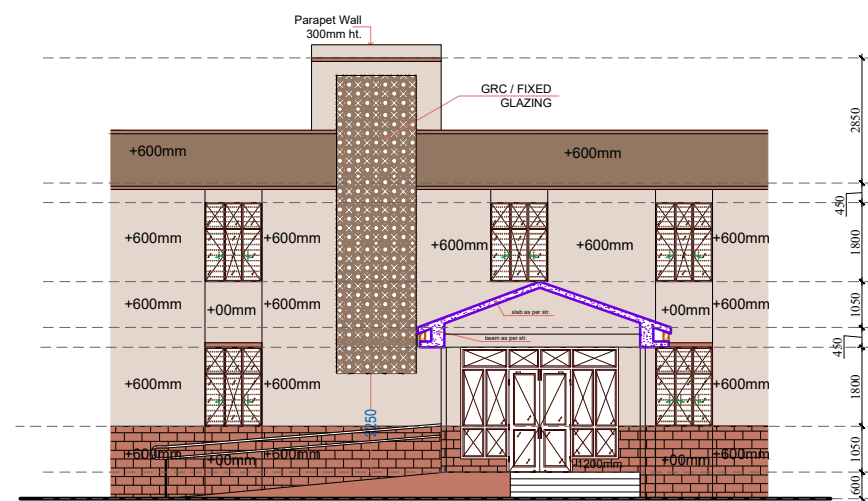 Parapet Wall
300mm ht.
GRC / FIXED
GLAZING
2850
+600mm
+600mm
450
+600mm
+600mm
+600mm
+600mm
+600mm
1800
+600mm
+00mm
+600mm
slab as per str.
+00mm
+600mm
1050
beam as per str.
450
+600mm
+600mm
+600mm
1800
+600mm
+00mm
+600mm
1200mm
+00mm
+600mm
1050
600